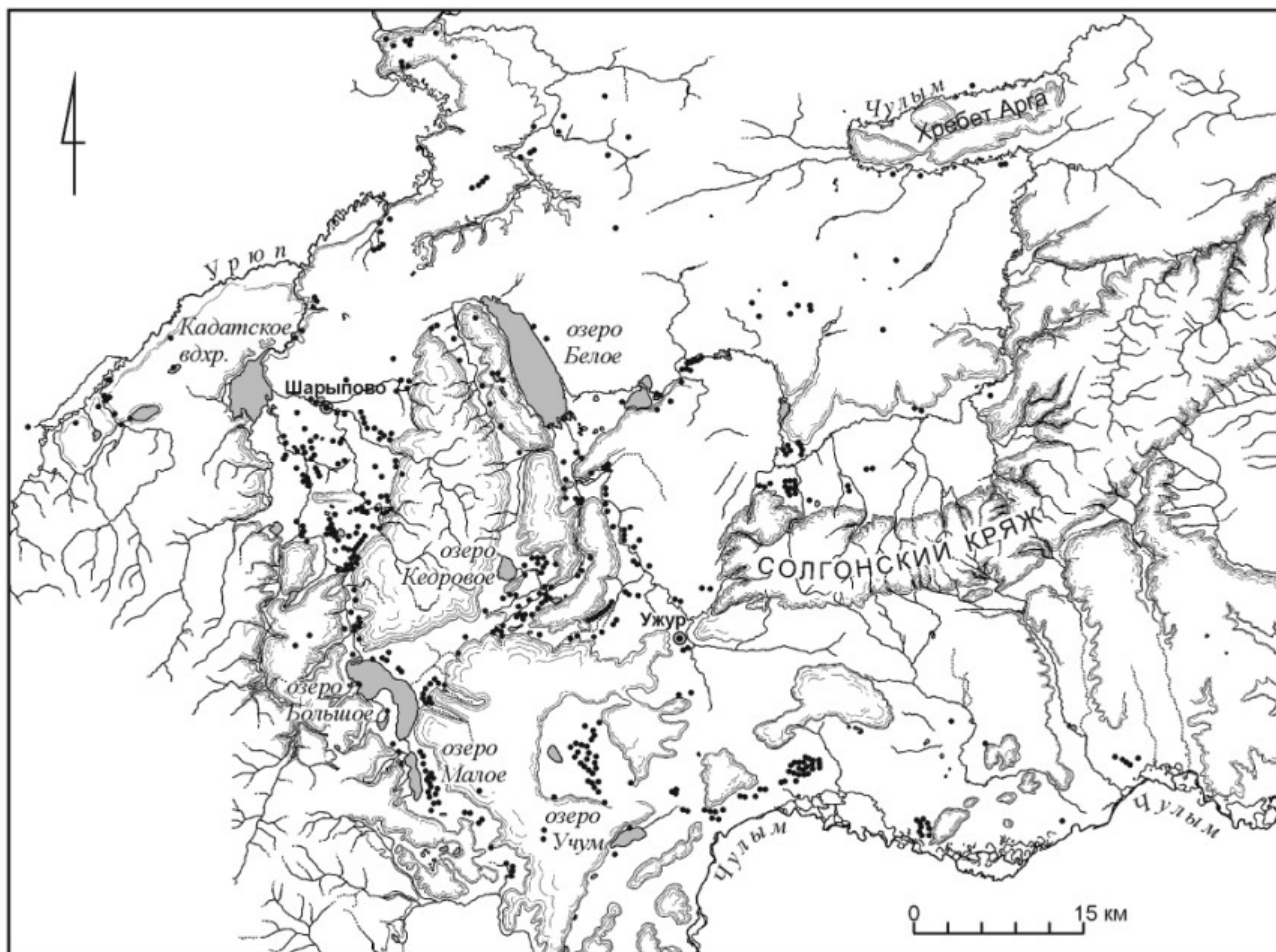 Чулым
Хребет Арга
Урюп
Кадатское
вдхр.
озеро
Белое
Шарыпово
озеро
Кедровое
СОЛГОНСКИЙ КРЯЖ
Ужур
озеро
Большое
озеро
Малое
озеро
Учум
Чулым
Чулым
0 15 км